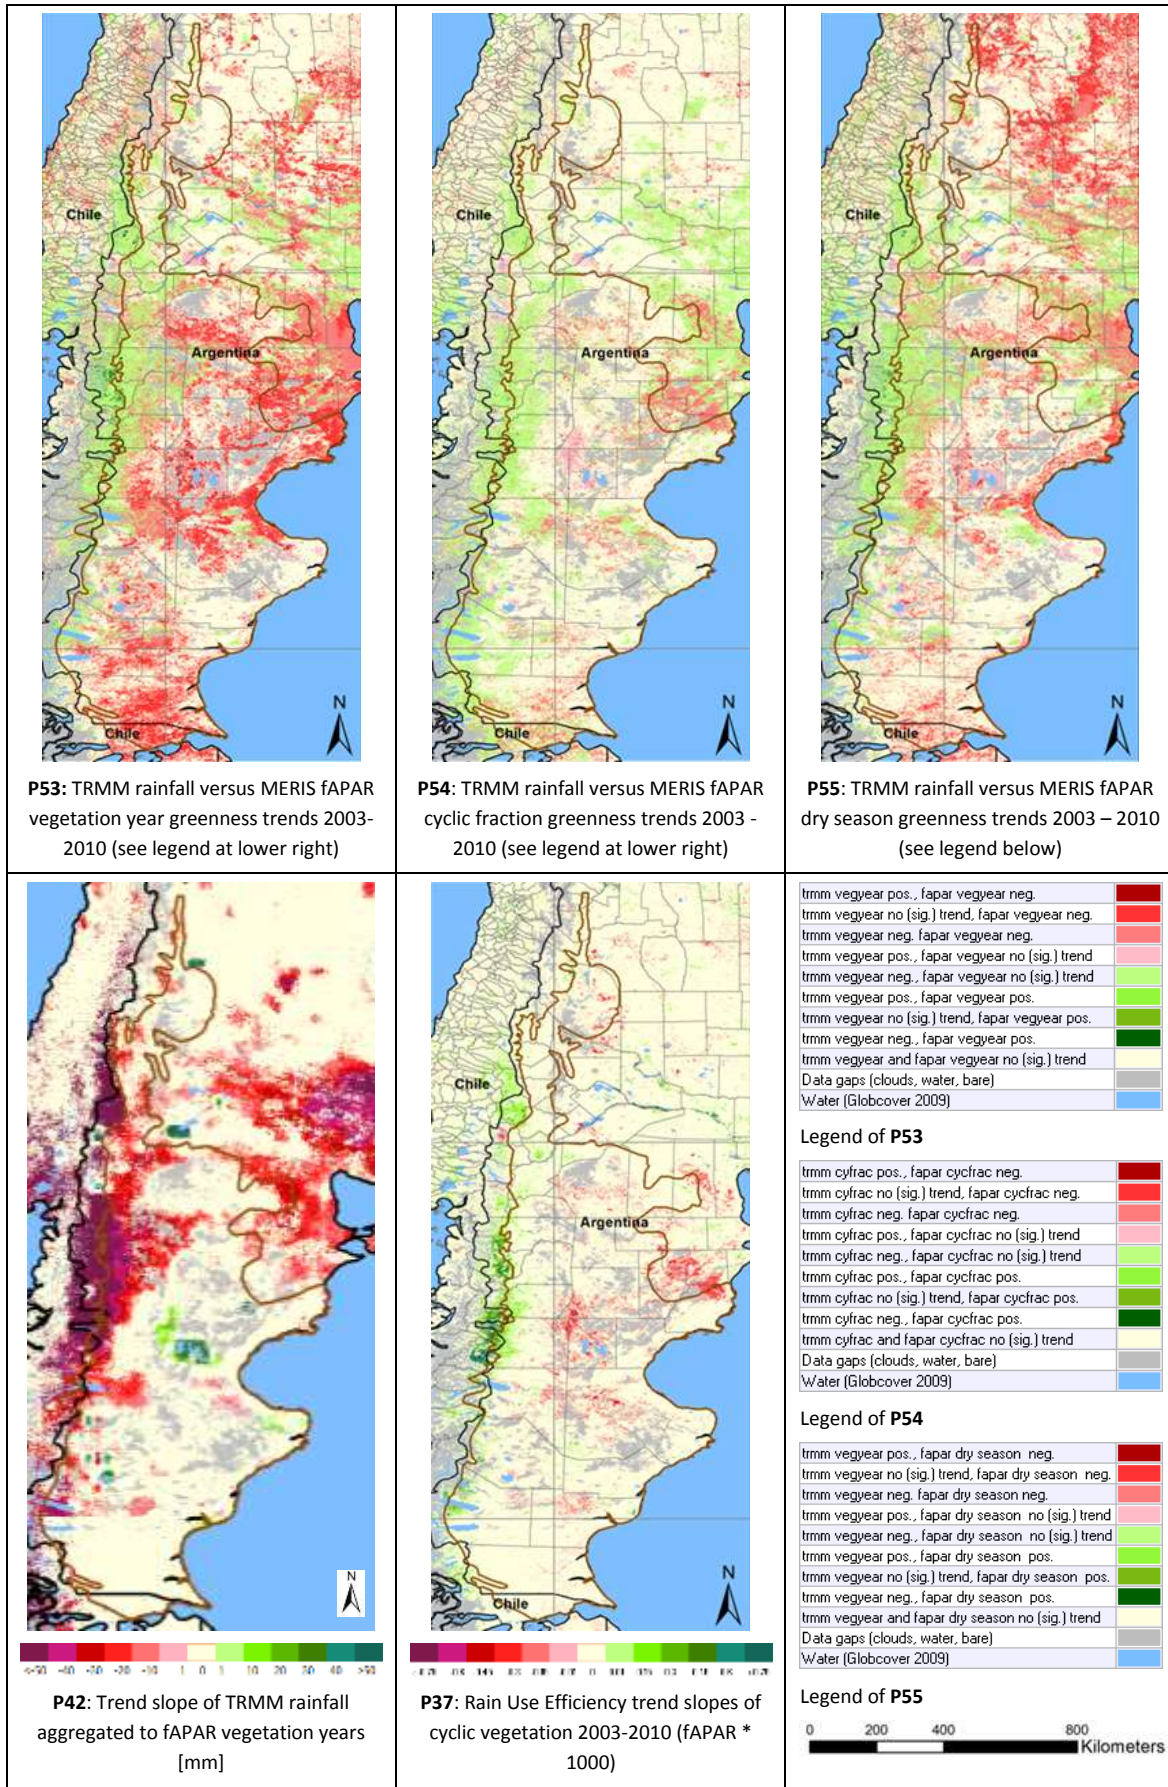 Chile
Argentina
N
Chile
P53: TRMM rainfall versus MERIS fAPAR
vegetation year greenness trends 2003-
2010 (see legend at lower right)
Chile
Argentina
N
Chile
P54: TRMM rainfall versus MERIS fAPAR
cyclic fraction greenness trends 2003 -
2010 (see legend at lower right)
Chile
Argentina
N
Chile
P55: TRMM rainfall versus MERIS fAPAR
dry season greenness trends 2003 – 2010
(see legend below)
N
-40 -30 -20 -10 1 0 1 10 20 30 40 >50
P42: Trend slope of TRMM rainfall
aggregated to fAPAR vegetation years
[mm]
Chile
Argentina
N
Chile
P37: Rain Use Efficiency trend slopes of
cyclic vegetation 2003-2010 (fAPAR *
1000)
trmm vegyear pos., fapar vegyear neg.
trmm vegyear no (sig.) trend, fapar vegyear neg.
trmm vegyear neg. fapar vegyear neg.
trmm vegyear pos., fapar vegyear no (sig.) trend
trmm vegyear neg., fapar vegyear no (sig.) trend
trmm vegyear pos., fapar vegyear pos.
trmm vegyear no (sig.) trend, fapar vegyear pos.
trmm vegyear neg., fapar vegyear pos.
trmm vegyear and fapar vegyear no (sig.) trend
Data gaps (clouds, water, bare)
Water (Globcover 2009)
Legend of P53
trmm cyfrac pos., fapar cycfrac neg.
trmm cyfrac no (sig.) trend, fapar cycfrac neg.
trmm cyfrac neg. fapar cycfrac neg.
trmm cyfrac pos., fapar cycfrac no (sig.) trend
trmm cyfrac neg., fapar cycfrac no (sig.) trend
trmm cyfrac pos., fapar cycfrac pos.
trmm cyfrac no (sig.) trend, fapar cycfrac pos.
trmm cyfrac neg., fapar cycfrac pos.
trmm cyfrac and fapar cycfrac no (sig.) trend
Data gaps (clouds, water, bare)
Water (Globcover 2009)
Legend of P54
trmm vegyear pos., fapar dry season neg.
trmm vegyear no (sig.) trend, fapar dry season neg.
trmm vegyear neg. fapar dry season neg.
trmm vegyear pos., fapar dry season no (sig.) trend
trmm vegyear neg., fapar dry season no (sig.) trend
trmm vegyear pos., fapar dry season pos.
trmm vegyear no (sig.) trend, fapar dry season pos.
trmm vegyear neg., fapar dry season pos.
trmm vegyear and fapar dry season no (sig.) trend
Data gaps (clouds, water, bare)
Water (Globcover 2009)
Legend of P55
0 200 400 800
Kilometers